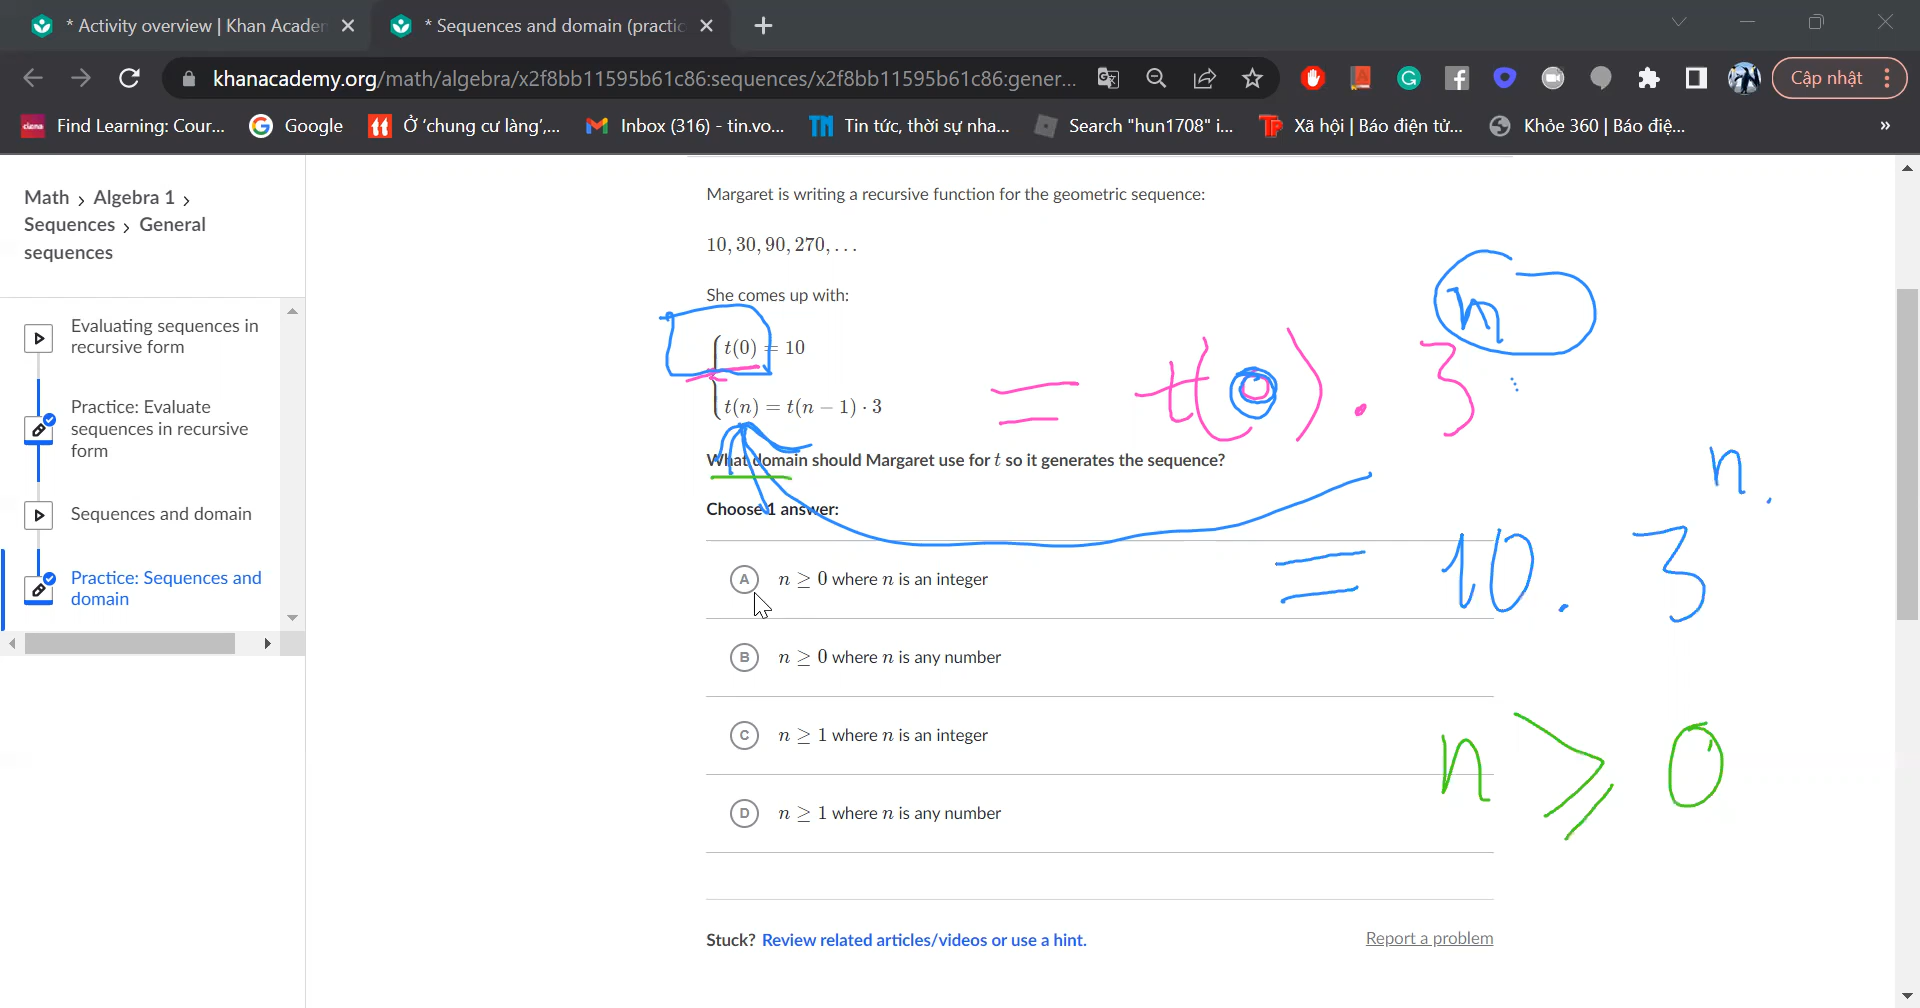 * Activity overview | Khan Academ
* Sequences and domain (practic
khanacademy.org/math/algebra/x2f8bb11595b61c86:sequences/x2f8bb11595b61c86:gener...
Cập nhật
ciena Find Learning: Cour...
Google
Ở 'chung cư làng',...
Inbox (316) - tin.vo...
TN Tin tức, thời sự nha...
Search "hun1708" i...
TP Xã hội | Báo điện tử...
Khỏe 360 | Báo điệ...
»
Math > Algebra 1 >
Sequences > General
sequences
Evaluating sequences in
recursive form
Practice: Evaluate
sequences in recursive
form
Sequences and domain
Practice: Sequences and
domain
Margaret is writing a recursive function for the geometric sequence:
10, 30, 90, 270, ...
She comes up with:
t(0) = 10
t(n) = t(n − 1) · 3
= t(0) . 3 n
What domain should Margaret use for t so it generates the sequence?
Choose 1 answer:
= 10 . 3 n .
A n ≥ 0 where n is an integer
B n ≥ 0 where n is any number
C n ≥ 1 where n is an integer
n ≥ 0
D n ≥ 1 where n is any number
Stuck? Review related articles/videos or use a hint.
Report a problem